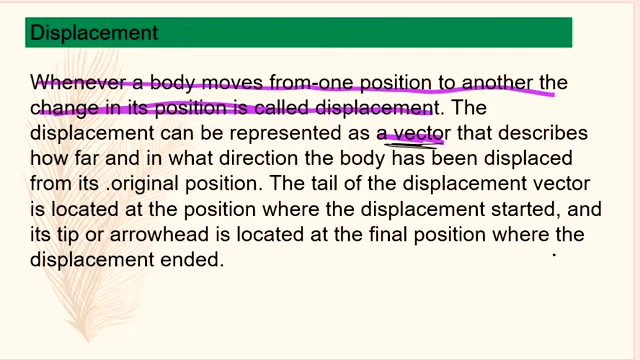 Displacement
Whenever a body moves from-one position to another the
change in its position is called displacement. The
displacement can be represented as a vector that describes
how far and in what direction the body has been displaced
from its .original position. The tail of the displacement vector
is located at the position where the displacement started, and
its tip or arrowhead is located at the final position where the
displacement ended.